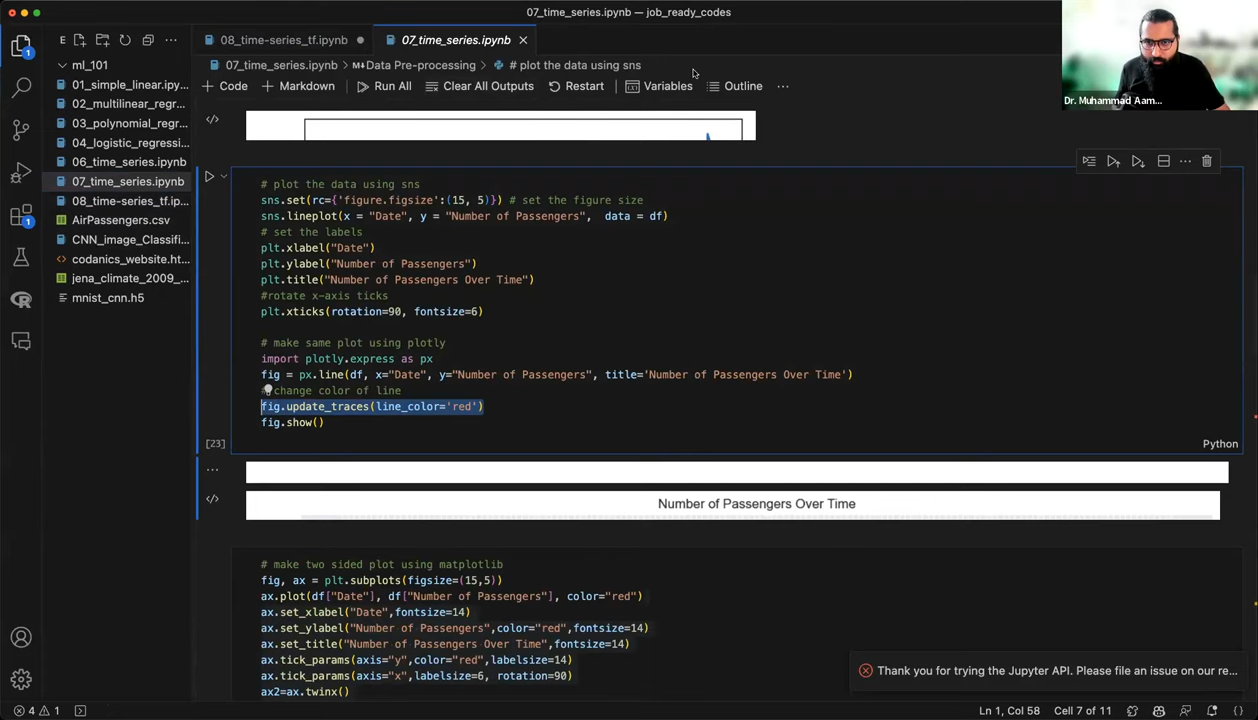 07_time_series.ipynb — job_ready_codes
E
08_time-series_tf.ipynb
07_time_series.ipynb
07_time_series.ipynb > Data Pre-processing > # plot the data using sns
+ Code + Markdown Run All Clear All Outputs Restart Variables Outline ...
ml_101
01_simple_linear.ipy...
02_multilinear_regr...
03_polynomial_regr...
04_logistic_regressi...
06_time_series.ipynb
07_time_series.ipynb
08_time-series_tf.ip...
AirPassengers.csv
CNN_image_Classifi...
codanics_website.ht...
jena_climate_2009_...
mnist_cnn.h5
Dr. Muhammad Aam...
# plot the data using sns
sns.set(rc={'figure.figsize':(15, 5)}) # set the figure size
sns.lineplot(x = "Date", y = "Number of Passengers",  data = df)
# set the labels
plt.xlabel("Date")
plt.ylabel("Number of Passengers")
plt.title("Number of Passengers Over Time")
#rotate x-axis ticks
plt.xticks(rotation=90, fontsize=6)
# make same plot using plotly
import plotly.express as px
fig = px.line(df, x="Date", y="Number of Passengers", title='Number of Passengers Over Time')
# change color of line
fig.update_traces(line_color='red')
fig.show()
[23]
Python
Number of Passengers Over Time
# make two sided plot using matplotlib
fig, ax = plt.subplots(figsize=(15,5))
ax.plot(df["Date"], df["Number of Passengers"], color="red")
ax.set_xlabel("Date",fontsize=14)
ax.set_ylabel("Number of Passengers",color="red",fontsize=14)
ax.set_title("Number of Passengers Over Time",fontsize=14)
ax.tick_params(axis="y",color="red",labelsize=14)
ax.tick_params(axis="x",labelsize=6, rotation=90)
ax2=ax.twinx()
Thank you for trying the Jupyter API. Please file an issue on our re...
4 1
Ln 1, Col 58 Cell 7 of 11